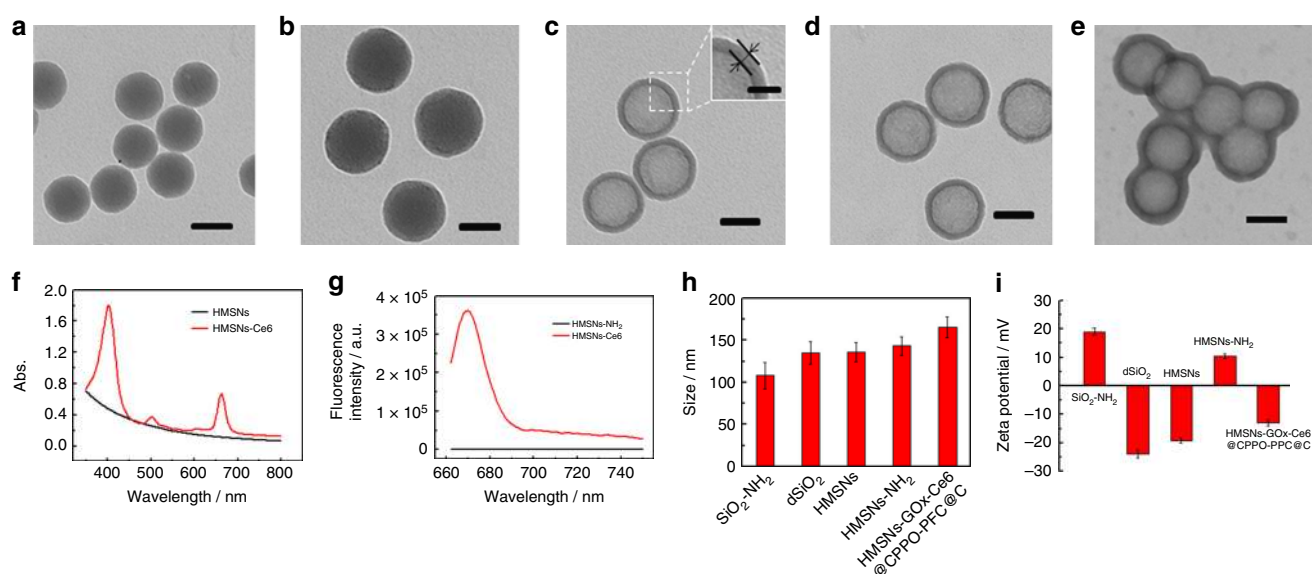 a
b
c
d
e
f
2.0
1.6
1.2
0.8
0.4
0.0
Abs.
HMSNs
HMSNs-Ce6
400 500 600 700 800
Wavelength / nm
g
4 × 10⁵
3 × 10⁵
2 × 10⁵
1 × 10⁵
0
Fluorescence
intensity / a.u.
HMSNs-NH₂
HMSNs-Ce6
660 680 700 720 740
Wavelength / nm
h
200
150
100
50
0
Size / nm
SiO₂-NH₂
dSiO₂
HMSNs
HMSNs-NH₂
HMSNs-GOx-Ce6
@CPPO-PFC@C
i
30
20
10
0
−10
−20
−30
Zeta potential / mV
SiO₂-NH₂
dSiO₂
HMSNs
HMSNs-NH₂
HMSNs-GOx-Ce6
@CPPO-PPC@C